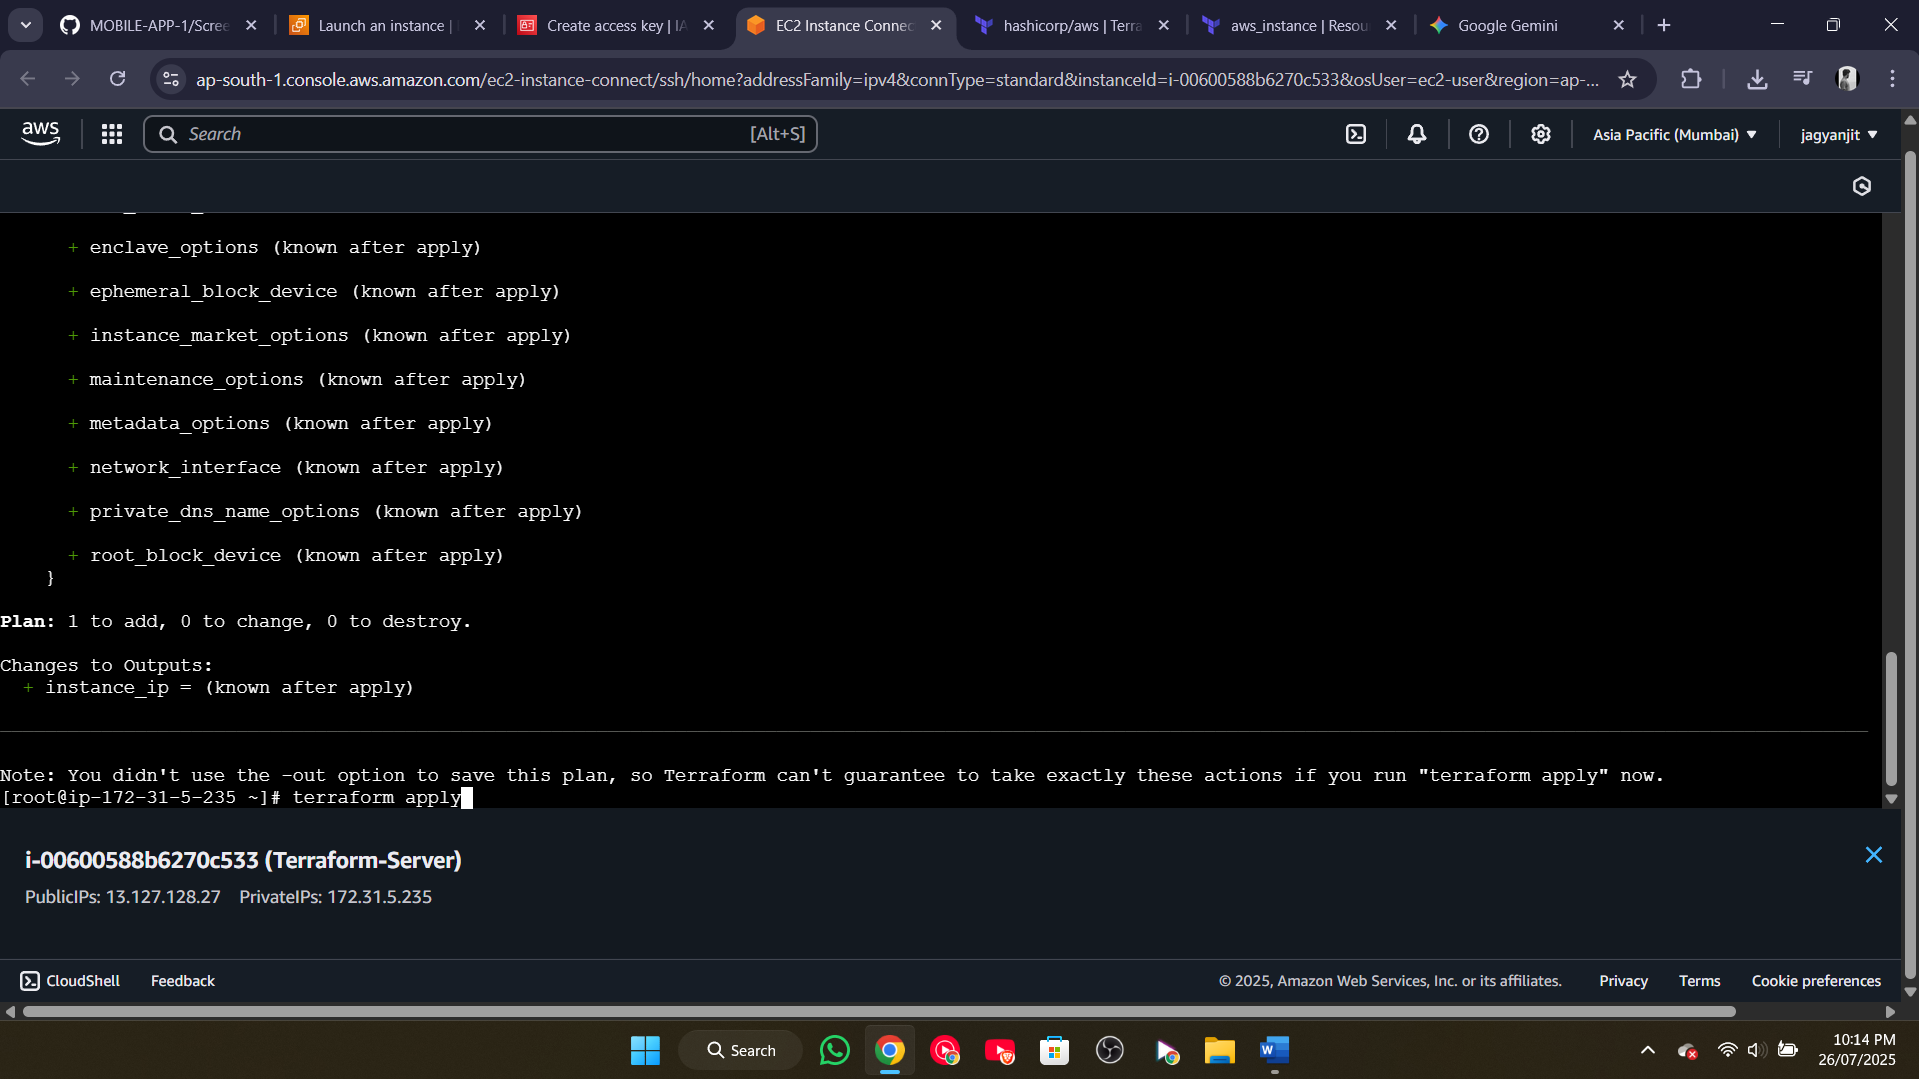 MOBILE-APP-1/Scree
Launch an instance |
Create access key | IA
EC2 Instance Connec
hashicorp/aws | Terra
aws_instance | Resou
Google Gemini
ap-south-1.console.aws.amazon.com/ec2-instance-connect/ssh/home?addressFamily=ipv4&connType=standard&instanceId=i-00600588b6270c533&osUser=ec2-user&region=ap-...
aws
Search
[Alt+S]
Asia Pacific (Mumbai)
jagyanjit
+ enclave_options (known after apply)
+ ephemeral_block_device (known after apply)
+ instance_market_options (known after apply)
+ maintenance_options (known after apply)
+ metadata_options (known after apply)
+ network_interface (known after apply)
+ private_dns_name_options (known after apply)
+ root_block_device (known after apply)
}
Plan: 1 to add, 0 to change, 0 to destroy.
Changes to Outputs:
+ instance_ip = (known after apply)
Note: You didn't use the -out option to save this plan, so Terraform can't guarantee to take exactly these actions if you run "terraform apply" now.
[root@ip-172-31-5-235 ~]# terraform apply
i-00600588b6270c533 (Terraform-Server)
PublicIPs: 13.127.128.27 PrivateIPs: 172.31.5.235
CloudShell
Feedback
© 2025, Amazon Web Services, Inc. or its affiliates.
Privacy
Terms
Cookie preferences
Search
10:14 PM
26/07/2025